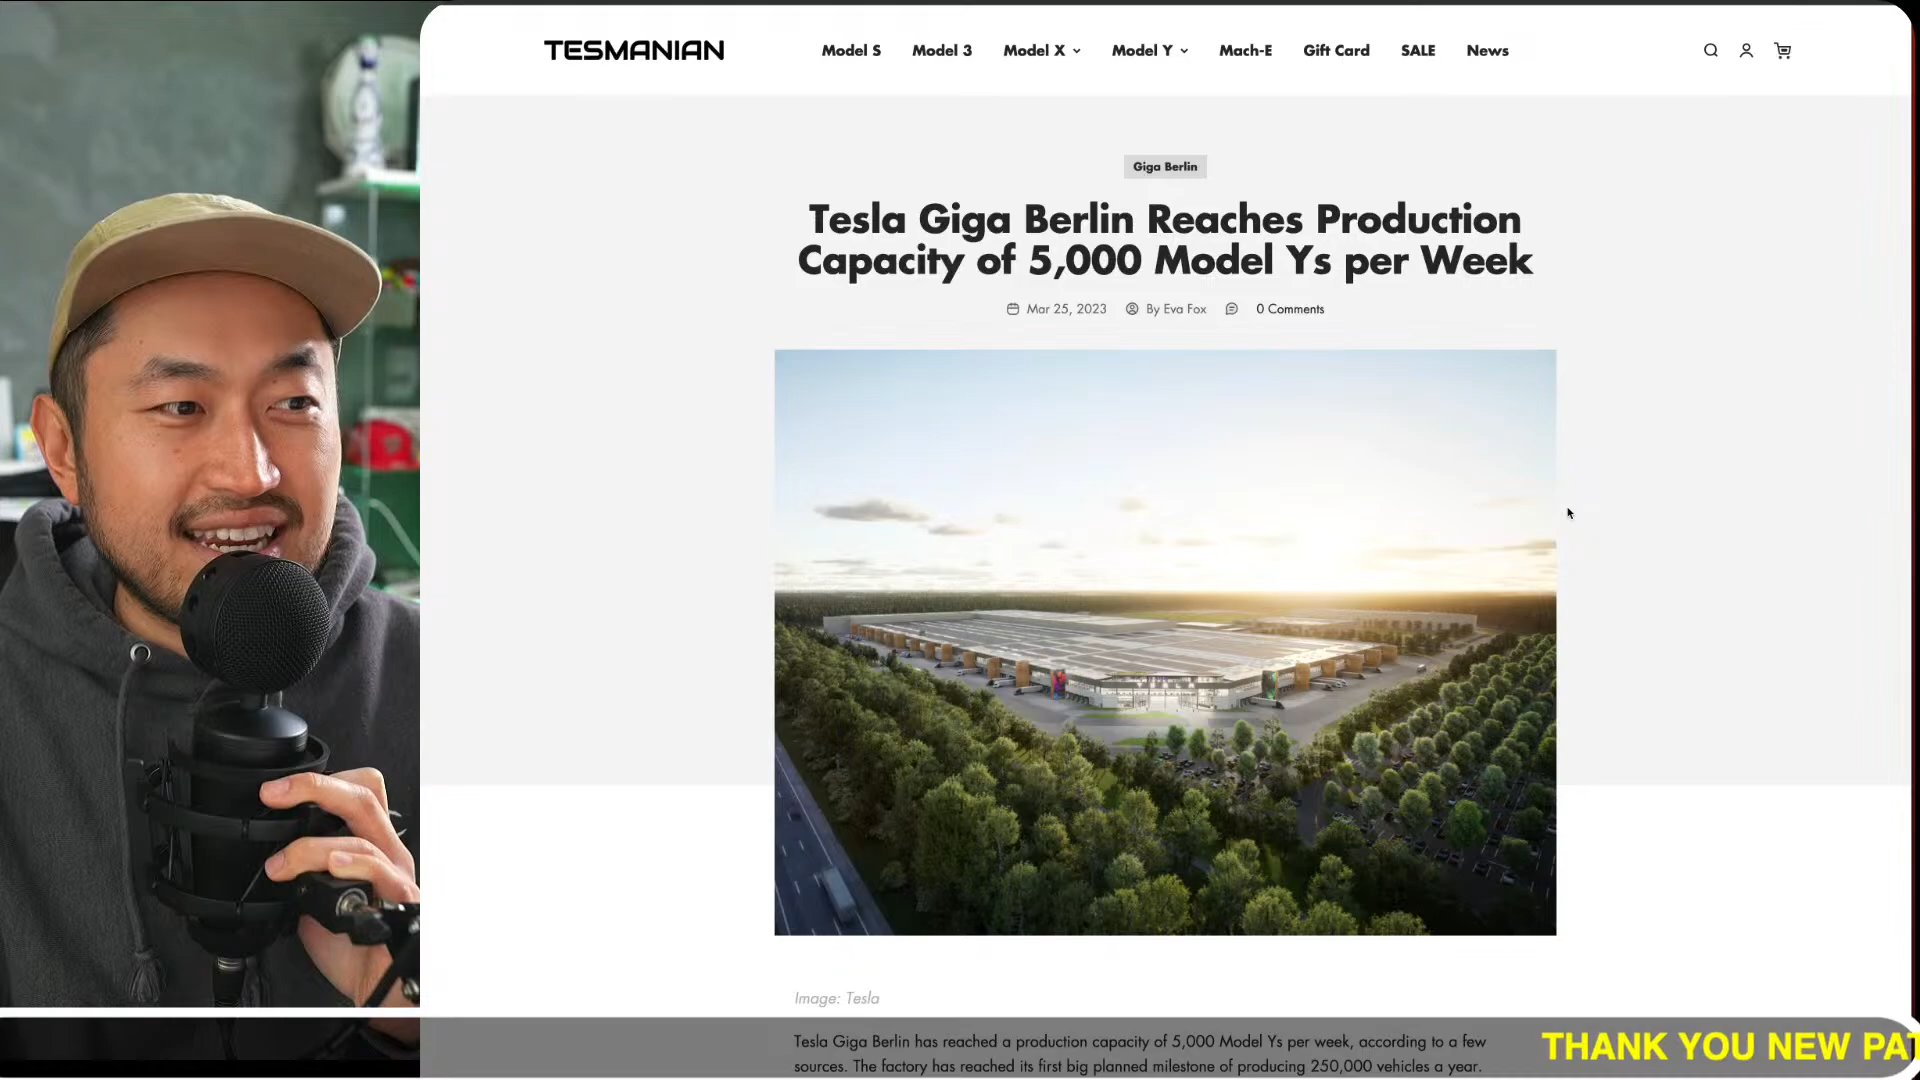 TESMANIAN
Model S Model 3 Model X Model Y Mach-E Gift Card SALE News
Giga Berlin
Tesla Giga Berlin Reaches Production
Capacity of 5,000 Model Ys per Week
Mar 25, 2023 By Eva Fox 0 Comments
Image: Tesla
Tesla Giga Berlin has reached a production capacity of 5,000 Model Ys per week, according to a few
sources. The factory has reached its first big planned milestone of producing 250,000 vehicles a year.
THANK YOU NEW PAT